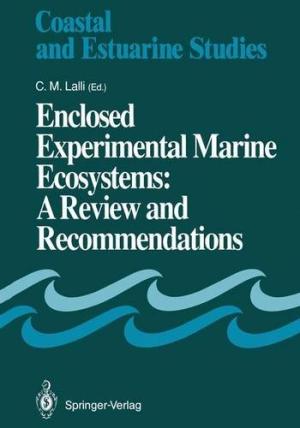 Coastal
and Estuarine Studies
C. M. Lalli (Ed.)
Enclosed
Experimental Marine
Ecosystems:
A Review and
Recommendations
Springer-Verlag